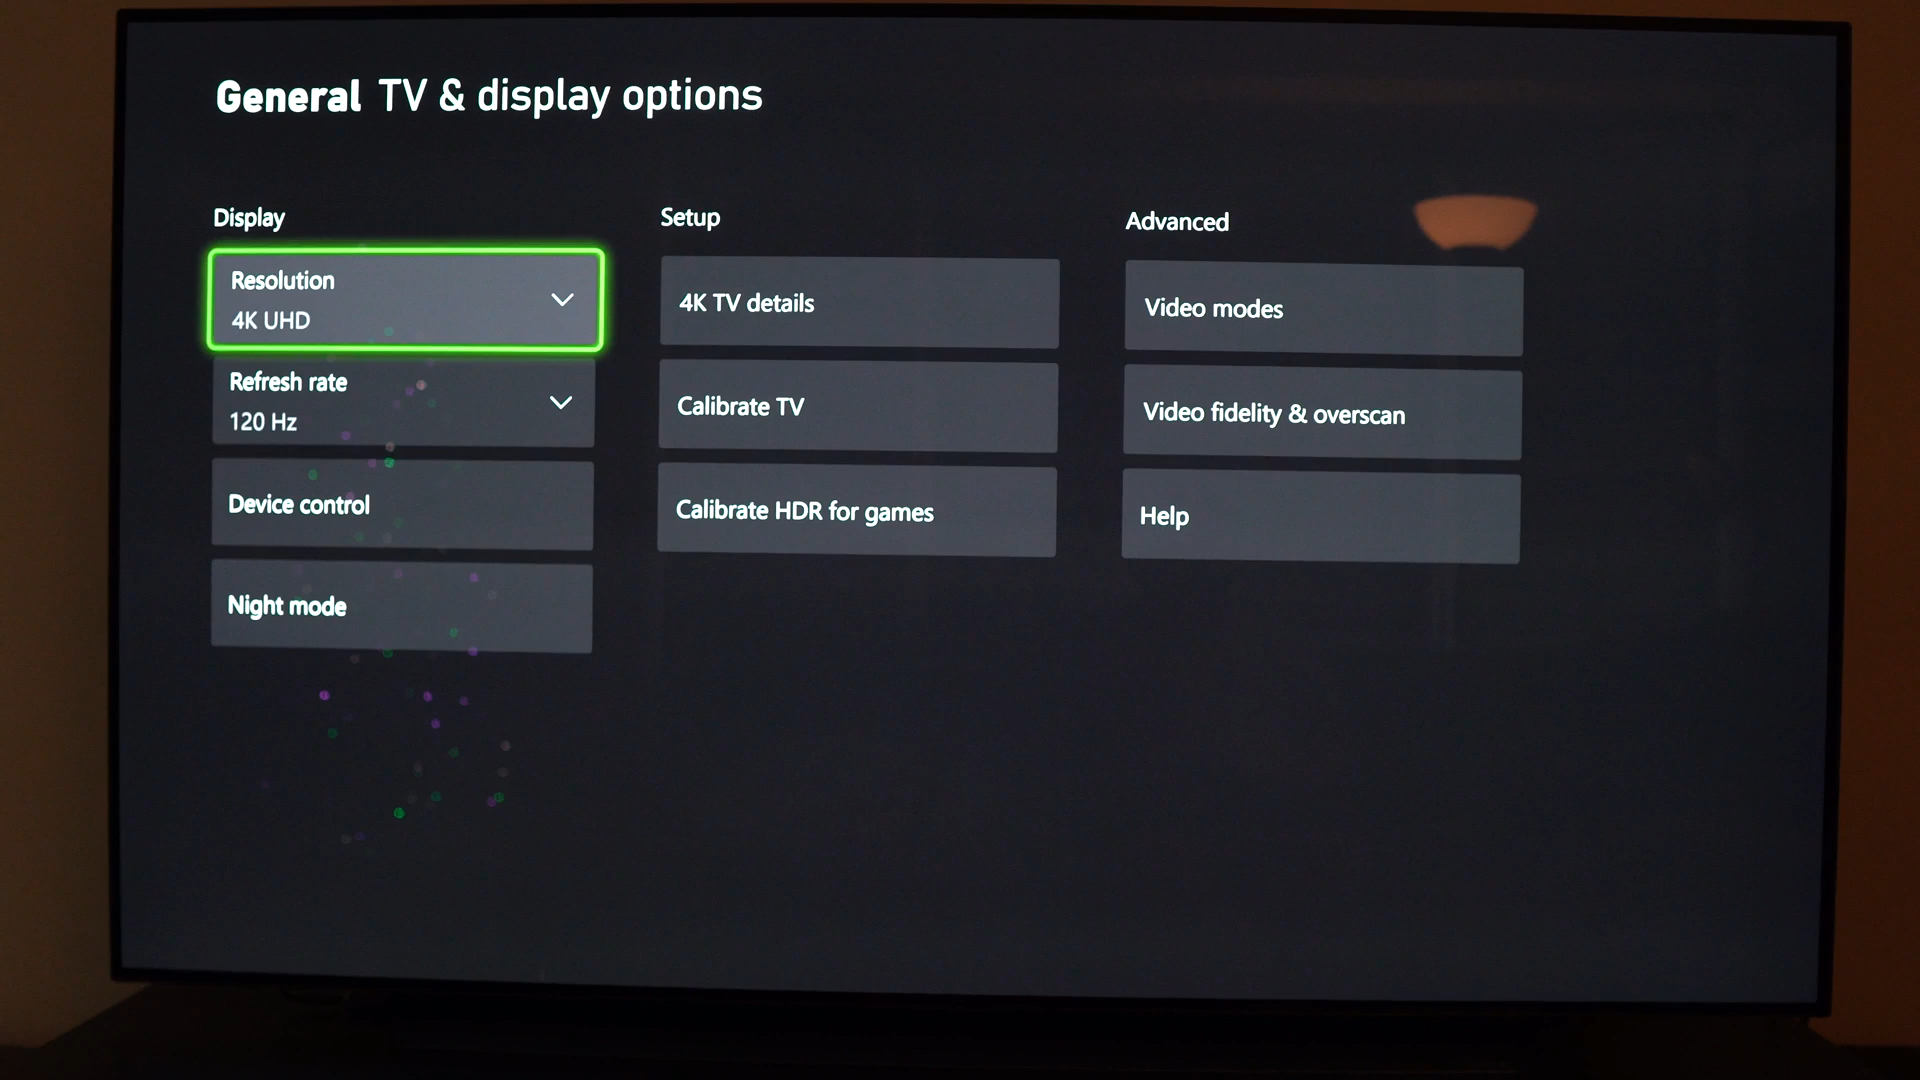 General TV & display options
Display
Resolution
4K UHD
Refresh rate
120 Hz
Device control
Night mode
Setup
4K TV details
Calibrate TV
Calibrate HDR for games
Advanced
Video modes
Video fidelity & overscan
Help